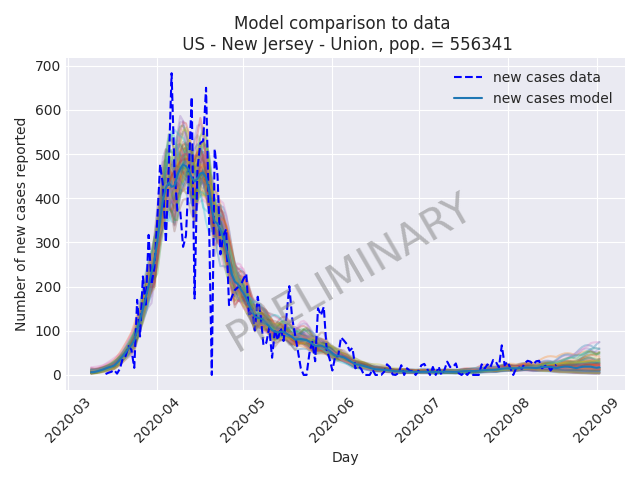 Model comparison to data
US - New Jersey - Union, pop. = 556341
new cases data
new cases model
Number of new cases reported
700
600
500
400
300
200
100
0
PRELIMINARY
2020-03
2020-04
2020-05
2020-06
2020-07
2020-08
2020-09
Day